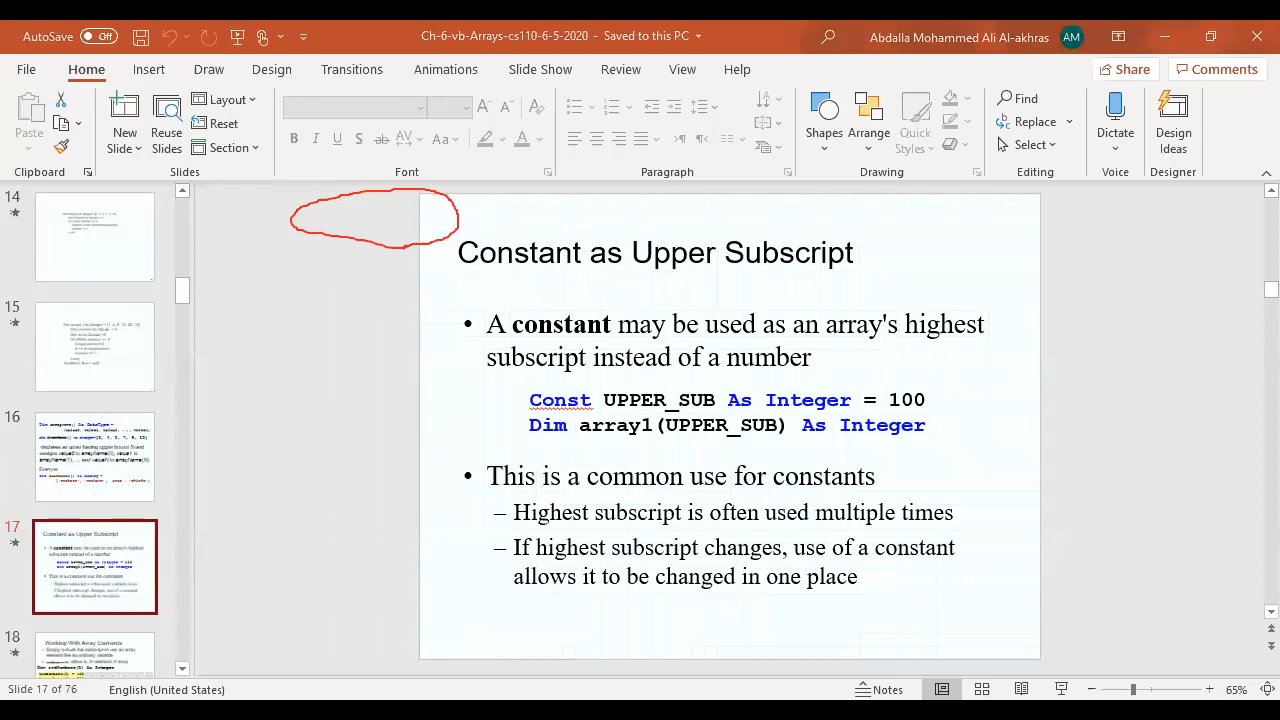 AutoSave Off Ch-6-vb-Arrays-cs110-6-5-2020 - Saved to this PC Abdalla Mohammed Ali Al-akhras AM
File Home Insert Draw Design Transitions Animations Slide Show Review View Help Share Comments
Paste New Slide Reuse Slides Layout Reset Section Shapes Arrange Quick Styles Find Replace Select Dictate Design Ideas
Clipboard Slides Font Paragraph Drawing Editing Voice Designer
14
15
16
17
Constant as Upper Subscript
18
Working With Array Elements
Constant as Upper Subscript
• Aconstant may be used as an array's highest
subscript instead of a number
Const UPPER_SUB As Integer = 100
Dim array1(UPPER_SUB) As Integer
• This is a common use for constants
– Highest subscript is often used multiple times
– If highest subscript changes, use of a constant
allows it to be changed in one place
Slide 17 of 76 English (United States) Notes 65%